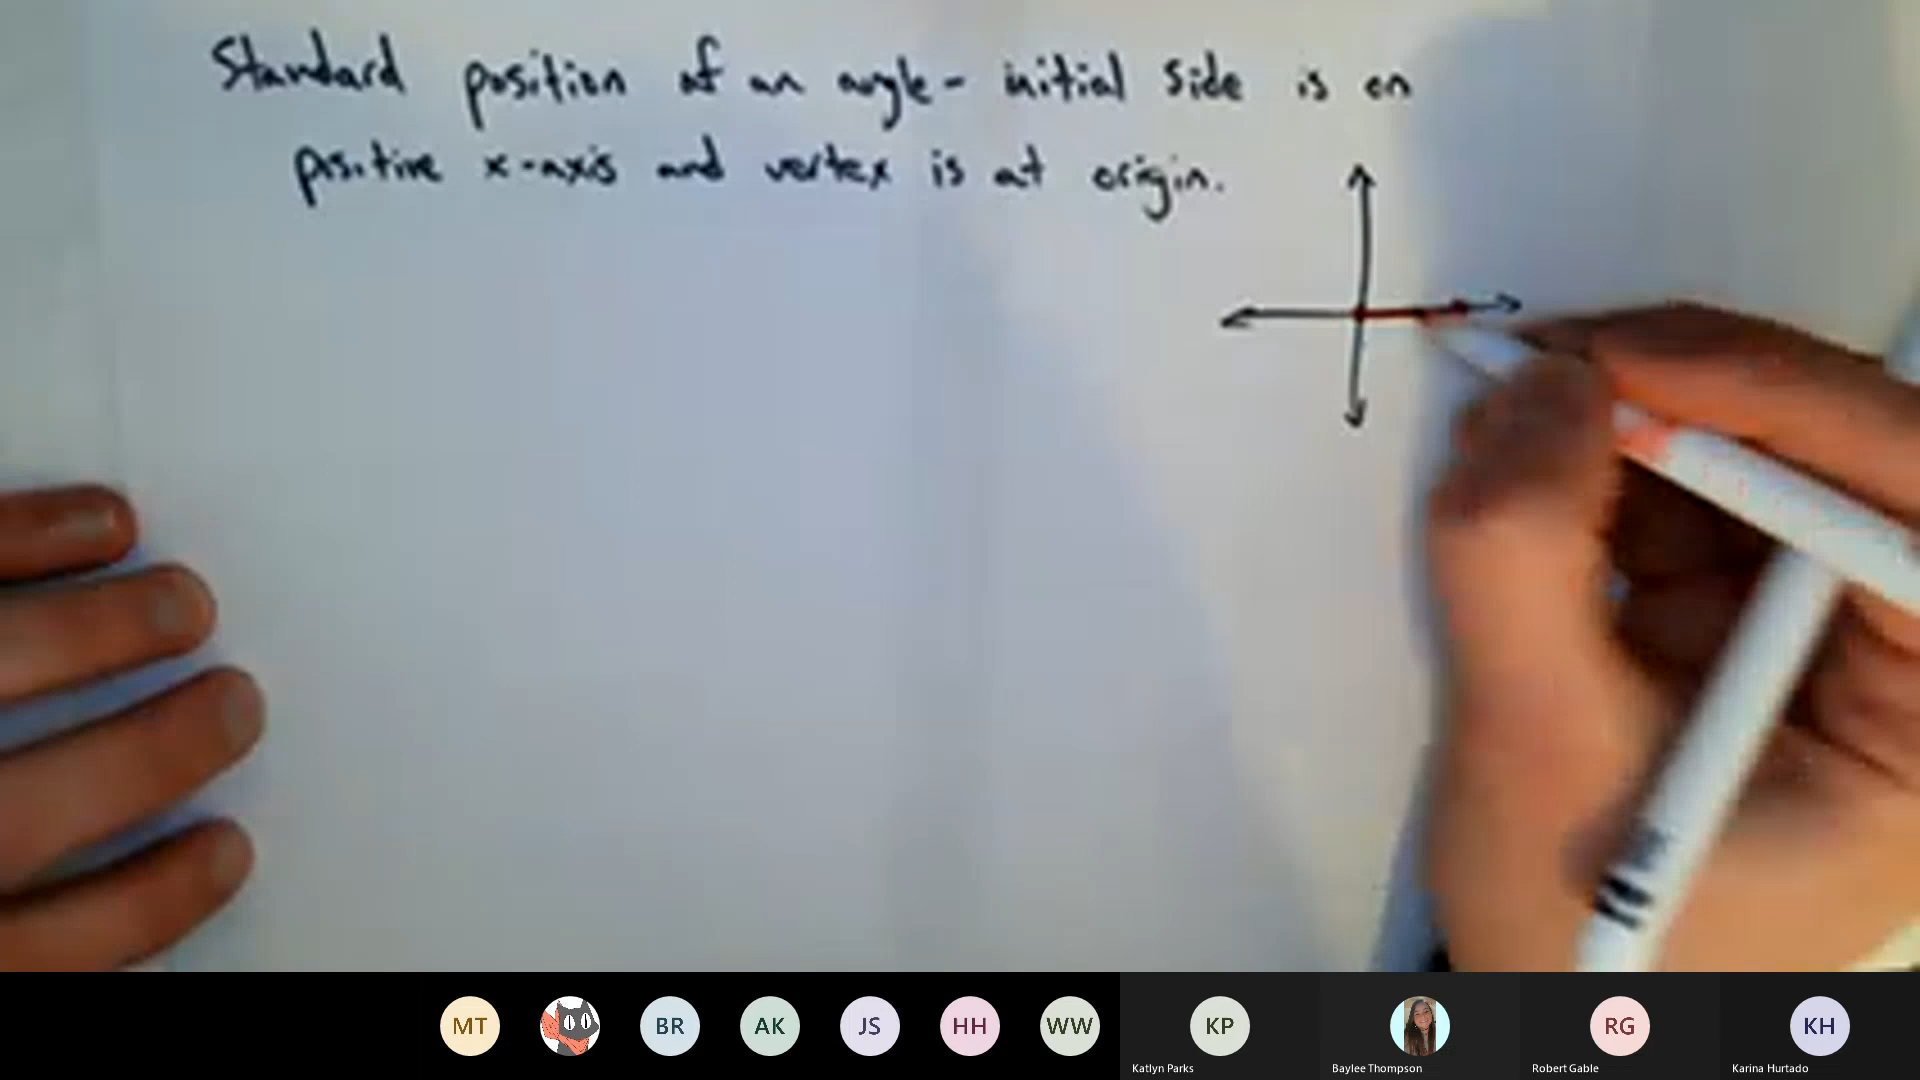 Standard position of an angle - initial side is on
positive x-axis and vertex is at origin.
MT BR AK JS HH WW KP RG KH
Katlyn Parks Baylee Thompson Robert Gable Karina Hurtado